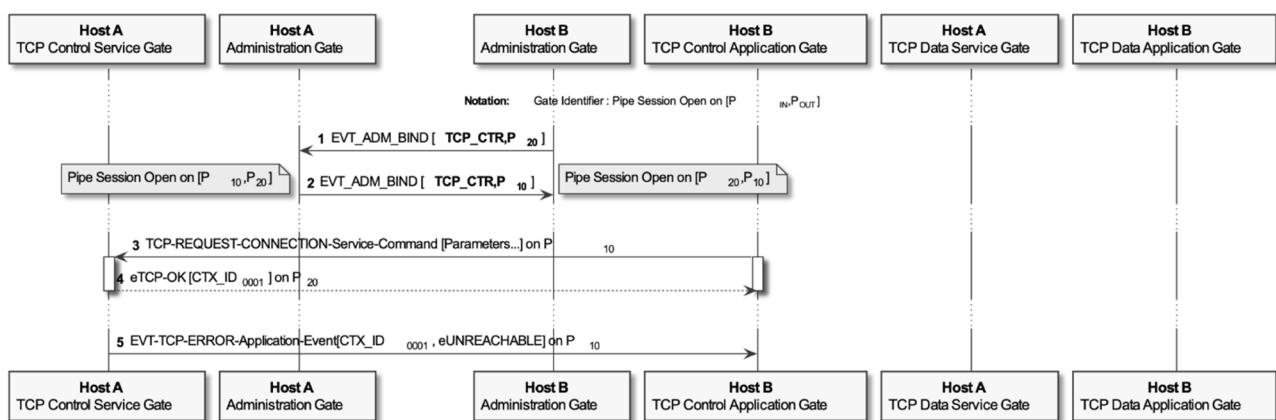 Host A
TCP Control Service Gate
Host A
Administration Gate
Host B
Administration Gate
Host B
TCP Control Application Gate
Host A
TCP Data Service Gate
Host B
TCP Data Application Gate
Notation: Gate Identifier : Pipe Session Open on [P IN,POUT]
1 EVT_ADM_BIND [ TCP_CTR,P 20 ]
Pipe Session Open on [P 10,P20]
2 EVT_ADM_BIND [ TCP_CTR,P 10 ]
Pipe Session Open on [P 20,P10]
3 TCP-REQUEST-CONNECTION-Service-Command [Parameters...] on P 10
4 eTCP-OK [CTX_ID 0001 ] on P 20
5 EVT-TCP-ERROR-Application-Event[CTX_ID 0001 , eUNREACHABLE] on P 10
Host A
TCP Control Service Gate
Host A
Administration Gate
Host B
Administration Gate
Host B
TCP Control Application Gate
Host A
TCP Data Service Gate
Host B
TCP Data Application Gate